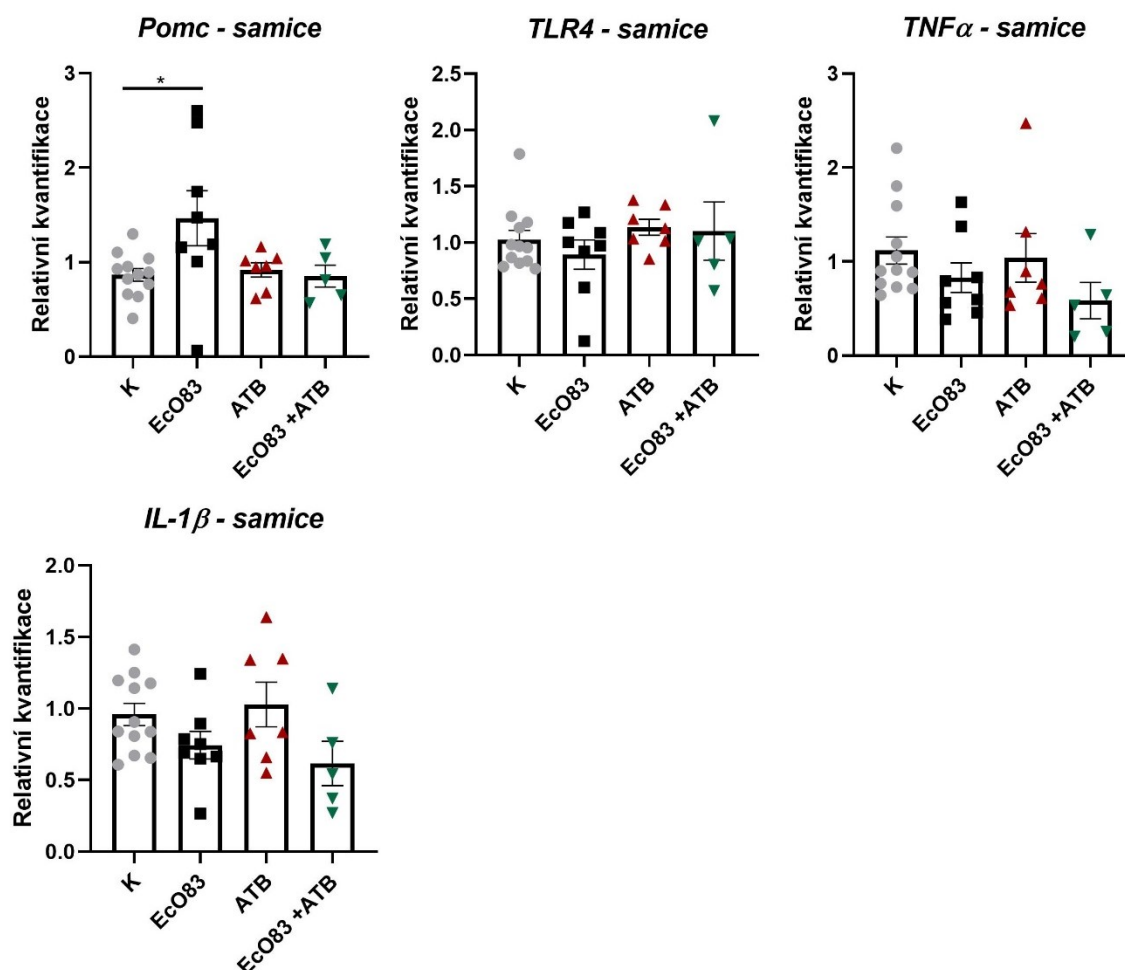 Pomc - samice
Relativní kvantifikace
3
2
1
0
*
K
EcO83
ATB
EcO83 +ATB
TLR4 - samice
Relativní kvantifikace
2.5
2.0
1.5
1.0
0.5
0.0
K
EcO83
ATB
EcO83 +ATB
TNFα - samice
Relativní kvantifikace
3
2
1
0
K
EcO83
ATB
EcO83 +ATB
IL-1β - samice
Relativní kvantifikace
2.0
1.5
1.0
0.5
0.0
K
EcO83
ATB
EcO83 +ATB